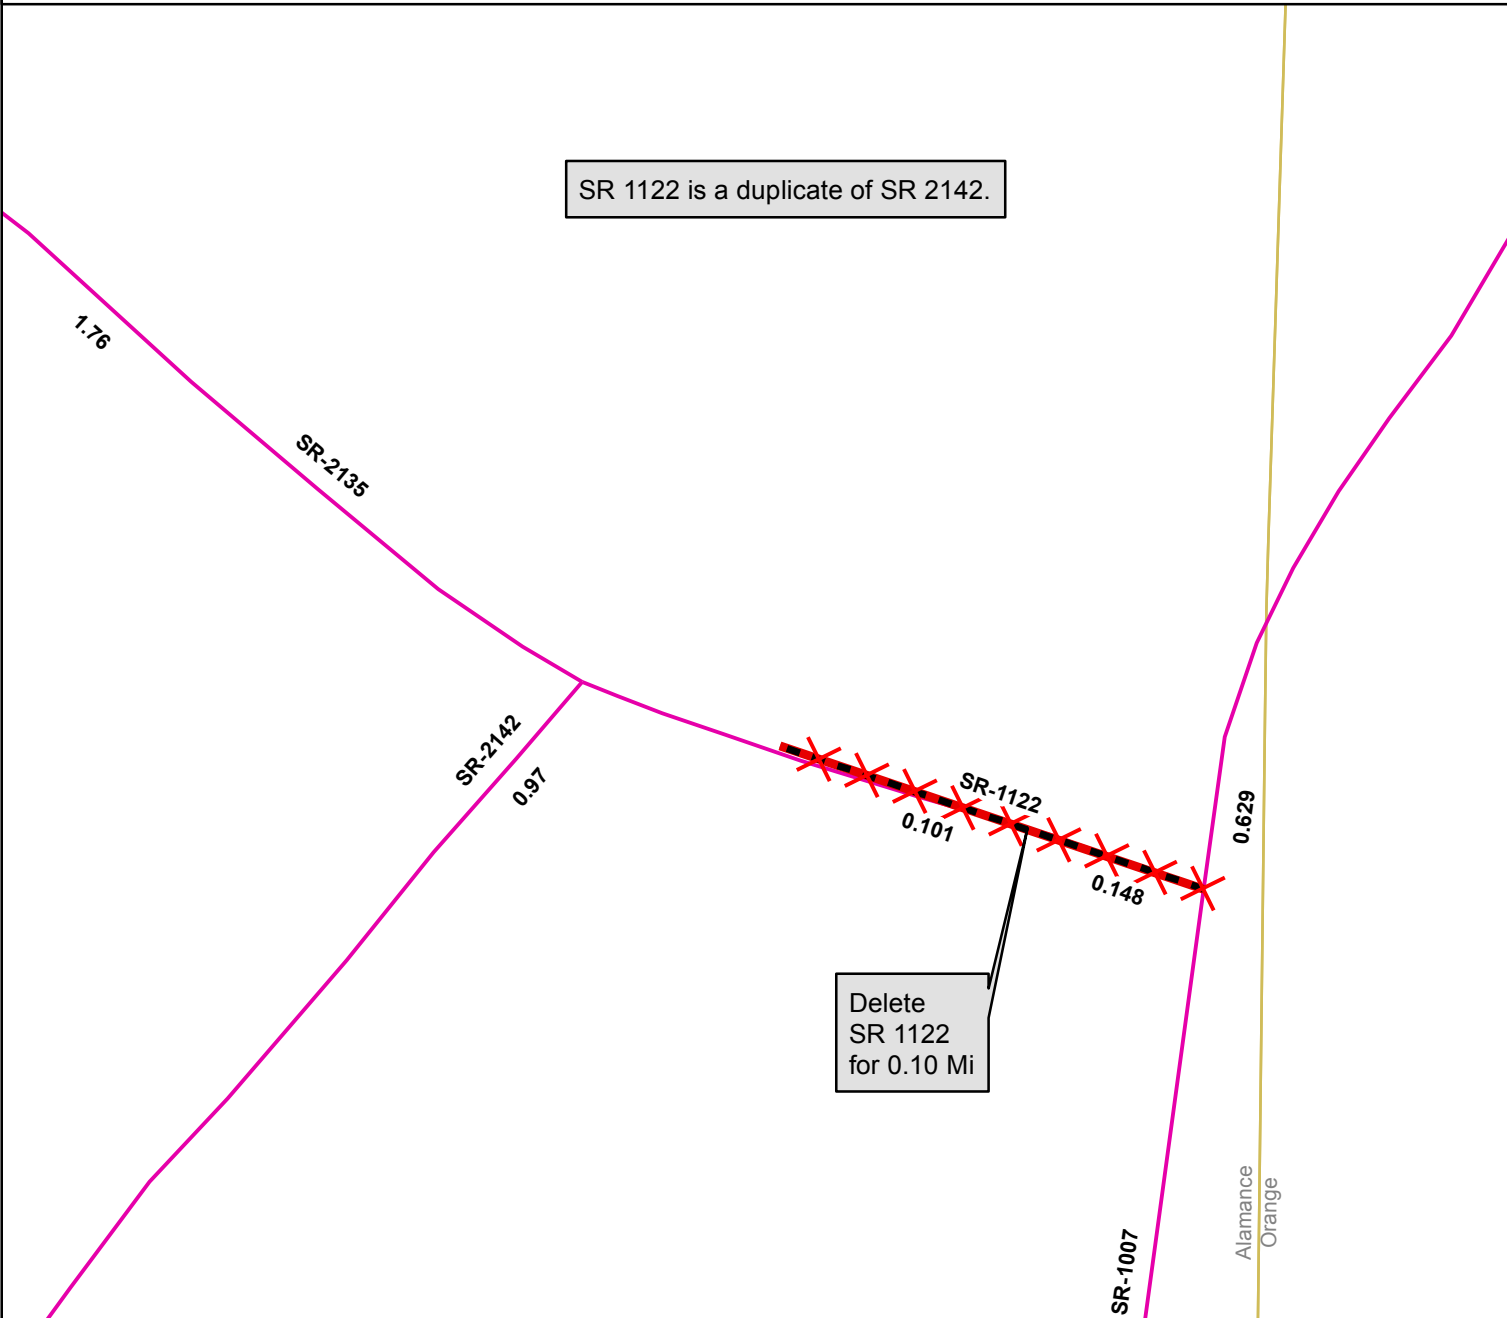 SR 1122 is a duplicate of SR 2142.
1.76
SR-2135
SR-2142
0.97
SR-1122
0.101
0.148
0.629
Delete
SR 1122
for 0.10 Mi
SR-1007
Alamance
Orange